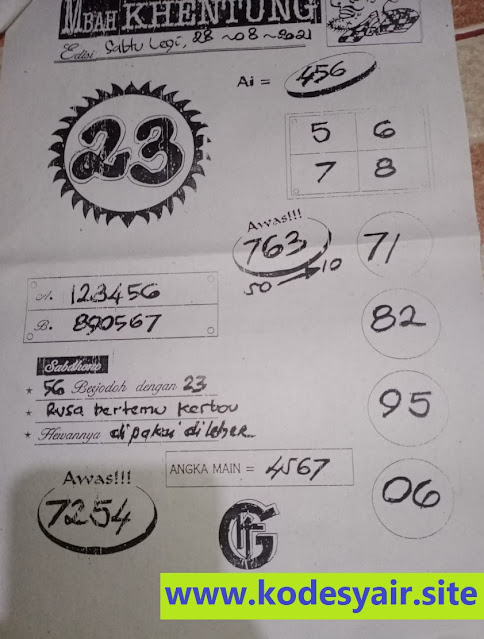 MBAH KHENTUNG
Edisi Sabtu Legi, 28-08-2021
Ai = 456
23
5 6
7 8
Awas!!!
763
50 → 10
71
A. 123456
B. 890567
82
Sabdhono
* 56 Berjodoh dengan 23
* Rusa bertemu kerbou
* Hewannya dipakai dileher
95
ANGKA MAIN = 4567
Awas!!!
7254
06
www.kodesyair.site